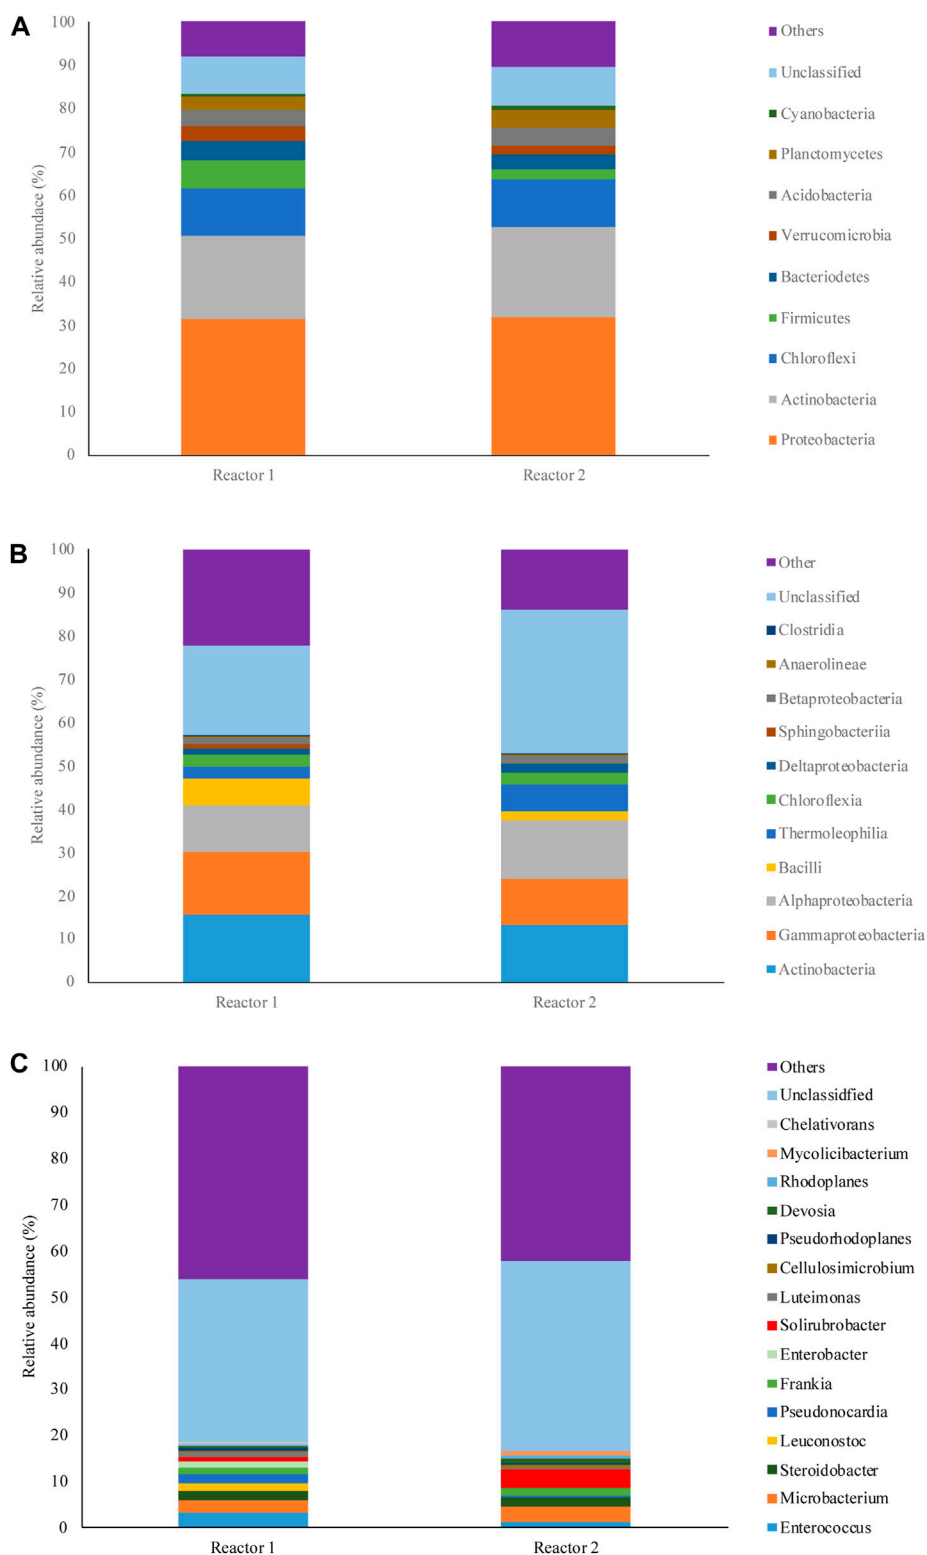 A
Relative abundace (%)
100
90
80
70
60
50
40
30
20
10
0
Reactor 1
Reactor 2
Others
Unclassified
Cyanobacteria
Planctomycetes
Acidobacteria
Verrucomicrobia
Bacteriodetes
Firmicutes
Chloroflexi
Actinobacteria
Proteobacteria
B
Relative abundance (%)
100
90
80
70
60
50
40
30
20
10
0
Reactor 1
Reactor 2
Other
Unclassified
Clostridia
Anaerolineae
Betaproteobacteria
Sphingobacteriia
Deltaproteobacteria
Chloroflexia
Thermoleophilia
Bacilli
Alphaproteobacteria
Gammaproteobacteria
Actinobacteria
C
Relative abundance (%)
100
90
80
70
60
50
40
30
20
10
0
Reactor 1
Reactor 2
Others
Unclassidfied
Chelativorans
Mycolicibacterium
Rhodoplanes
Devosia
Pseudorhodoplanes
Cellulosimicrobium
Luteimonas
Solirubrobacter
Enterobacter
Frankia
Pseudonocardia
Leuconostoc
Steroidobacter
Microbacterium
Enterococcus